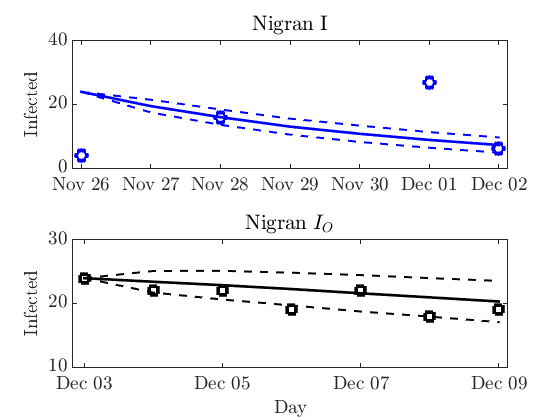 Nigran I
40
20
0
Infected
Nov 26 Nov 27 Nov 28 Nov 29 Nov 30 Dec 01 Dec 02
Nigran I_O
30
20
10
Infected
Dec 03 Dec 05 Dec 07 Dec 09
Day